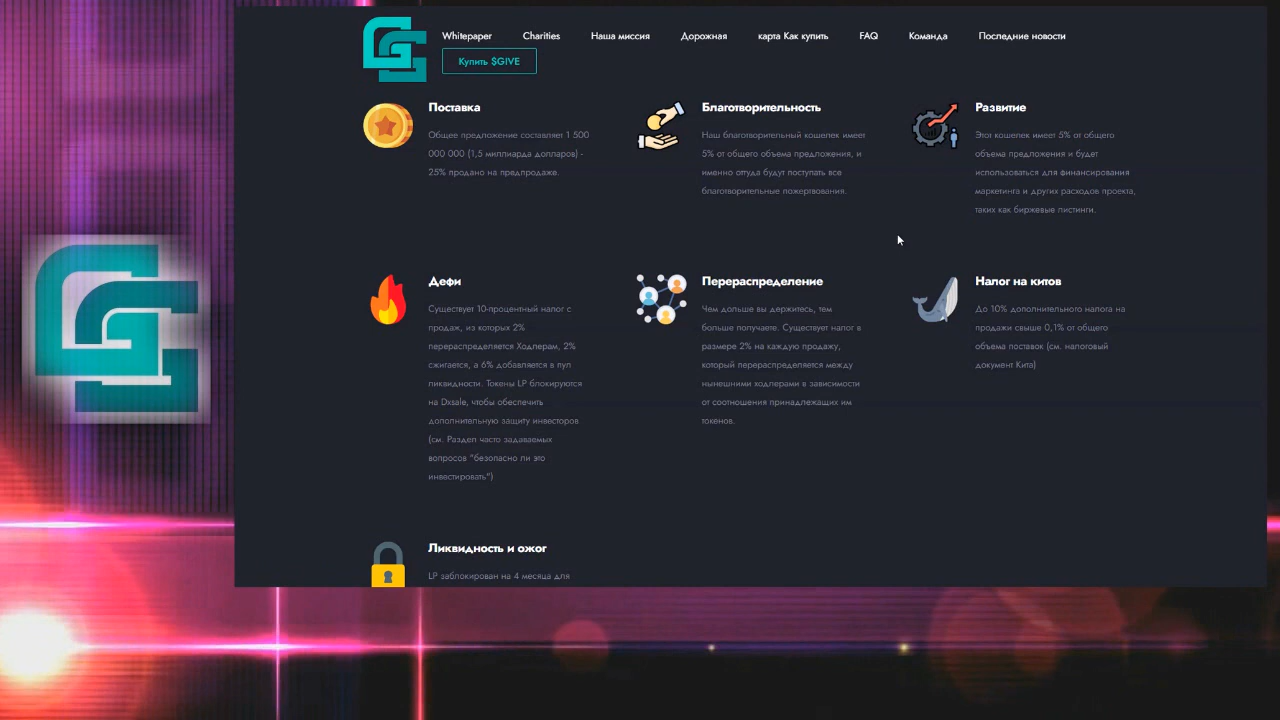 Whitepaper
Charities
Наша миссия
Дорожная
карта Как купить
FAQ
Команда
Последние новости
Купить $GIVE
Поставка
Общее предложение составляет 1 500
000 000 (1,5 миллиарда долларов) -
25% продано на предпродаже.
Благотворительность
Наш благотворительный кошелек имеет
5% от общего объема предложения, и
именно оттуда будут поступать все
благотворительные пожертвования.
Развитие
Этот кошелек имеет 5% от общего
объема предложения и будет
использоваться для финансирования
маркетинга и других расходов проекта,
таких как биржевые листинги.
Дефи
Существует 10-процентный налог с
продаж, из которых 2%
перераспределяется Ходлерам, 2%
сжигается, а 6% добавляется в пул
ликвидности. Токены LP блокируются
на Dxsale, чтобы обеспечить
дополнительную защиту инвесторов
(см. Раздел часто задаваемых
вопросов "безопасно ли это
инвестировать")
Перераспределение
Чем дольше вы держитесь, тем
больше получаете. Существует налог в
размере 2% на каждую продажу,
который перераспределяется между
нынешними ходлерами в зависимости
от соотношения принадлежащих им
токенов.
Налог на китов
До 10% дополнительного налога на
продажи свыше 0,1% от общего
объема поставок (см. налоговый
документ Кита)
Ликвидность и ожог
LP заблокирован на 4 месяца для